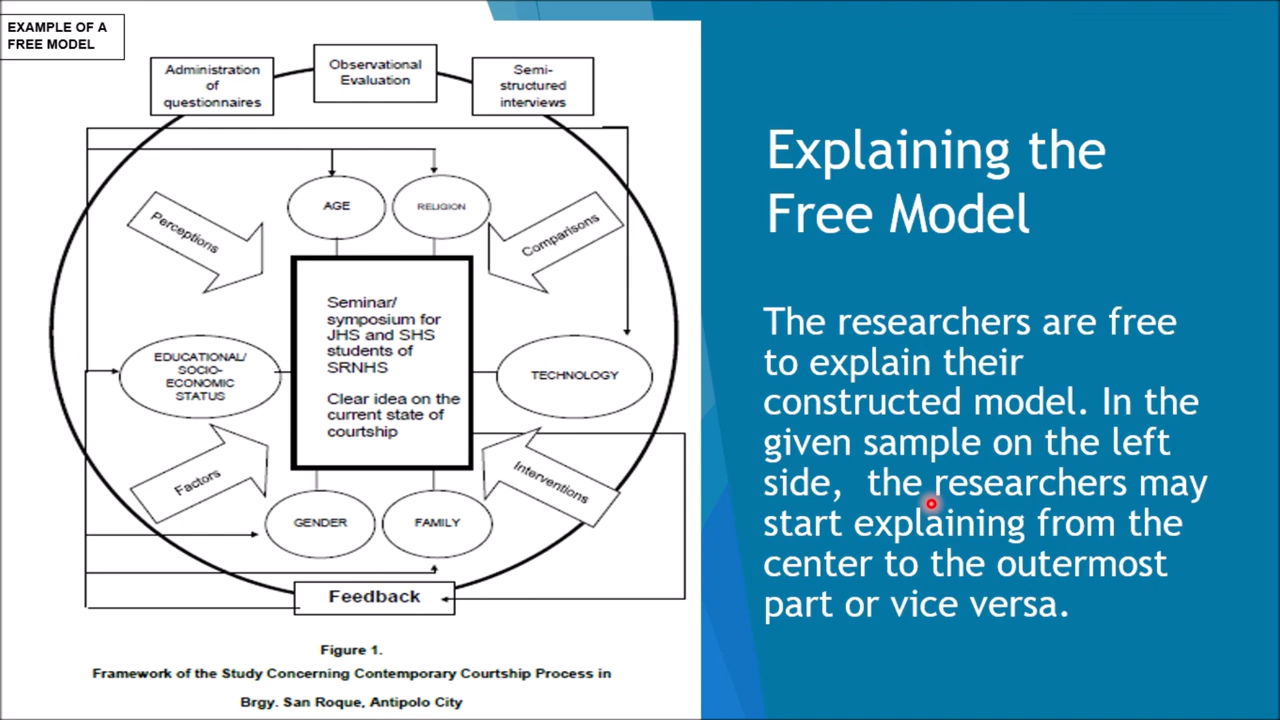 EXAMPLE OF A
FREE MODEL
Administration
of
questionnaires
Observational
Evaluation
Semi-
structured
interviews
Perceptions
AGE
RELIGION
Comparisons
Seminar/
symposium for
JHS and SHS
students of
SRNHS
Clear idea on the
current state of
courtship
EDUCATIONAL/
SOCIO-
ECONOMIC
STATUS
TECHNOLOGY
Factors
Interventions
GENDER
FAMILY
Feedback
Figure 1.
Framework of the Study Concerning Contemporary Courtship Process in
Brgy. San Roque, Antipolo City
Explaining the
Free Model
The researchers are free
to explain their
constructed model. In the
given sample on the left
side,  the researchers may
start explaining from the
center to the outermost
part or vice versa.